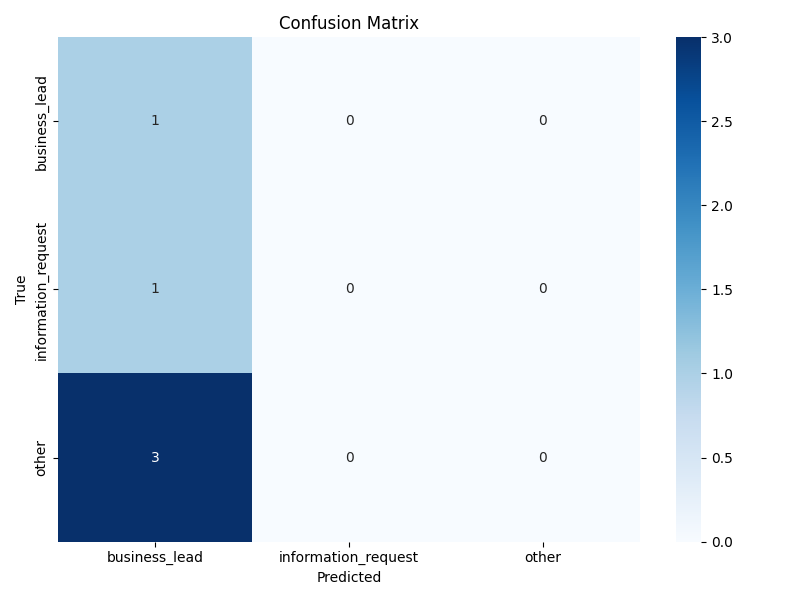 Confusion Matrix
business_lead
1 0 0
information_request
1 0 0
other
3 0 0
True
business_lead information_request other
Predicted
3.0
2.5
2.0
1.5
1.0
0.5
0.0